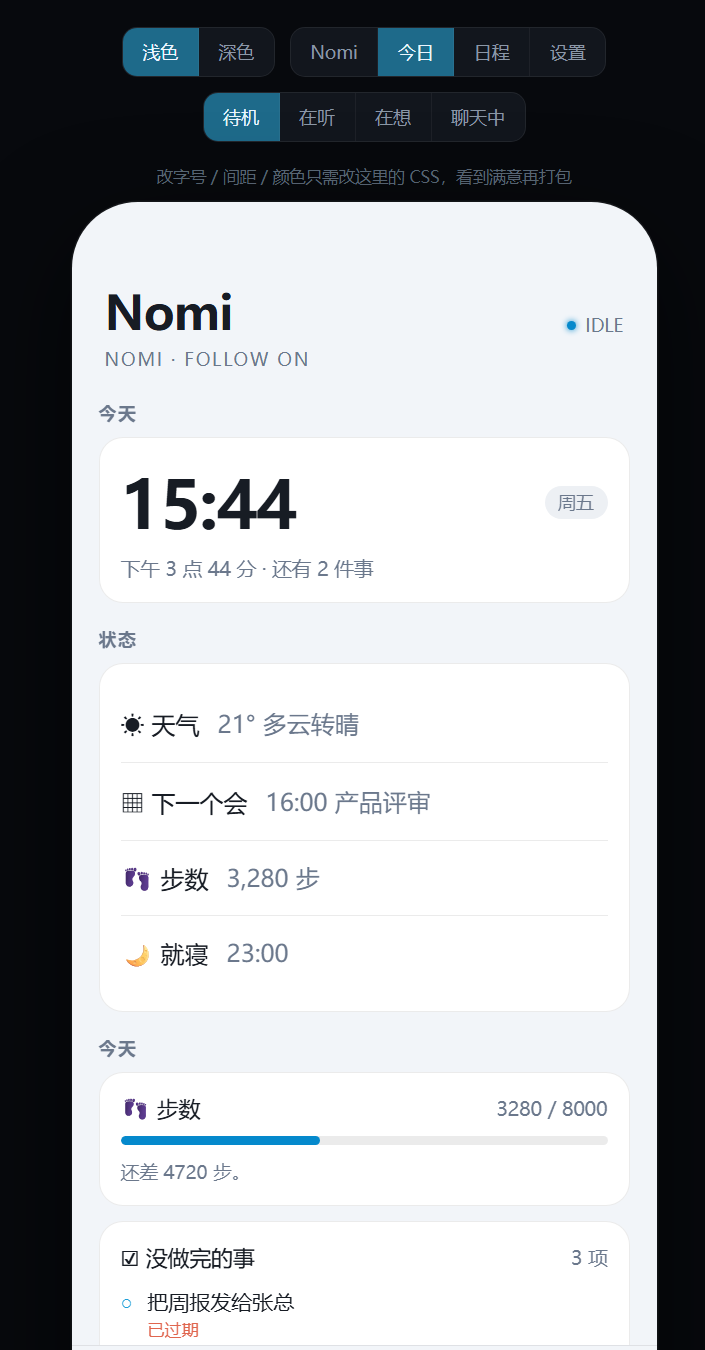 浅色 深色 Nomi 今日 日程 设置
待机 在听 在想 聊天中
改字号 / 间距 / 颜色只需改这里的 CSS，看到满意再打包
Nomi
IDLE
NOMI · FOLLOW ON
今天
15:44
周五
下午 3 点 44 分 · 还有 2 件事
状态
天气 21° 多云转晴
下一个会 16:00 产品评审
步数 3,280 步
就寝 23:00
今天
步数 3280 / 8000
还差 4720 步。
没做完的事 3 项
把周报发给张总
已过期